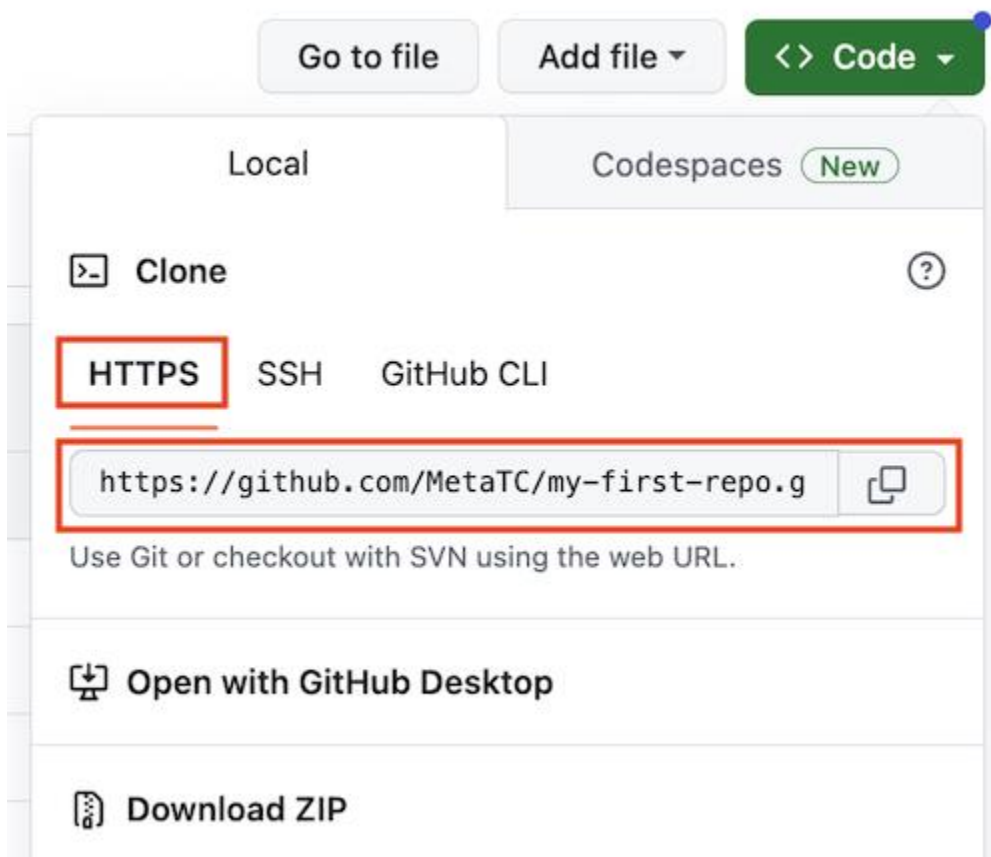 Go to file Add file <> Code
Local Codespaces New
Clone
HTTPS SSH GitHub CLI
https://github.com/MetaTC/my-first-repo.g
Use Git or checkout with SVN using the web URL.
Open with GitHub Desktop
Download ZIP